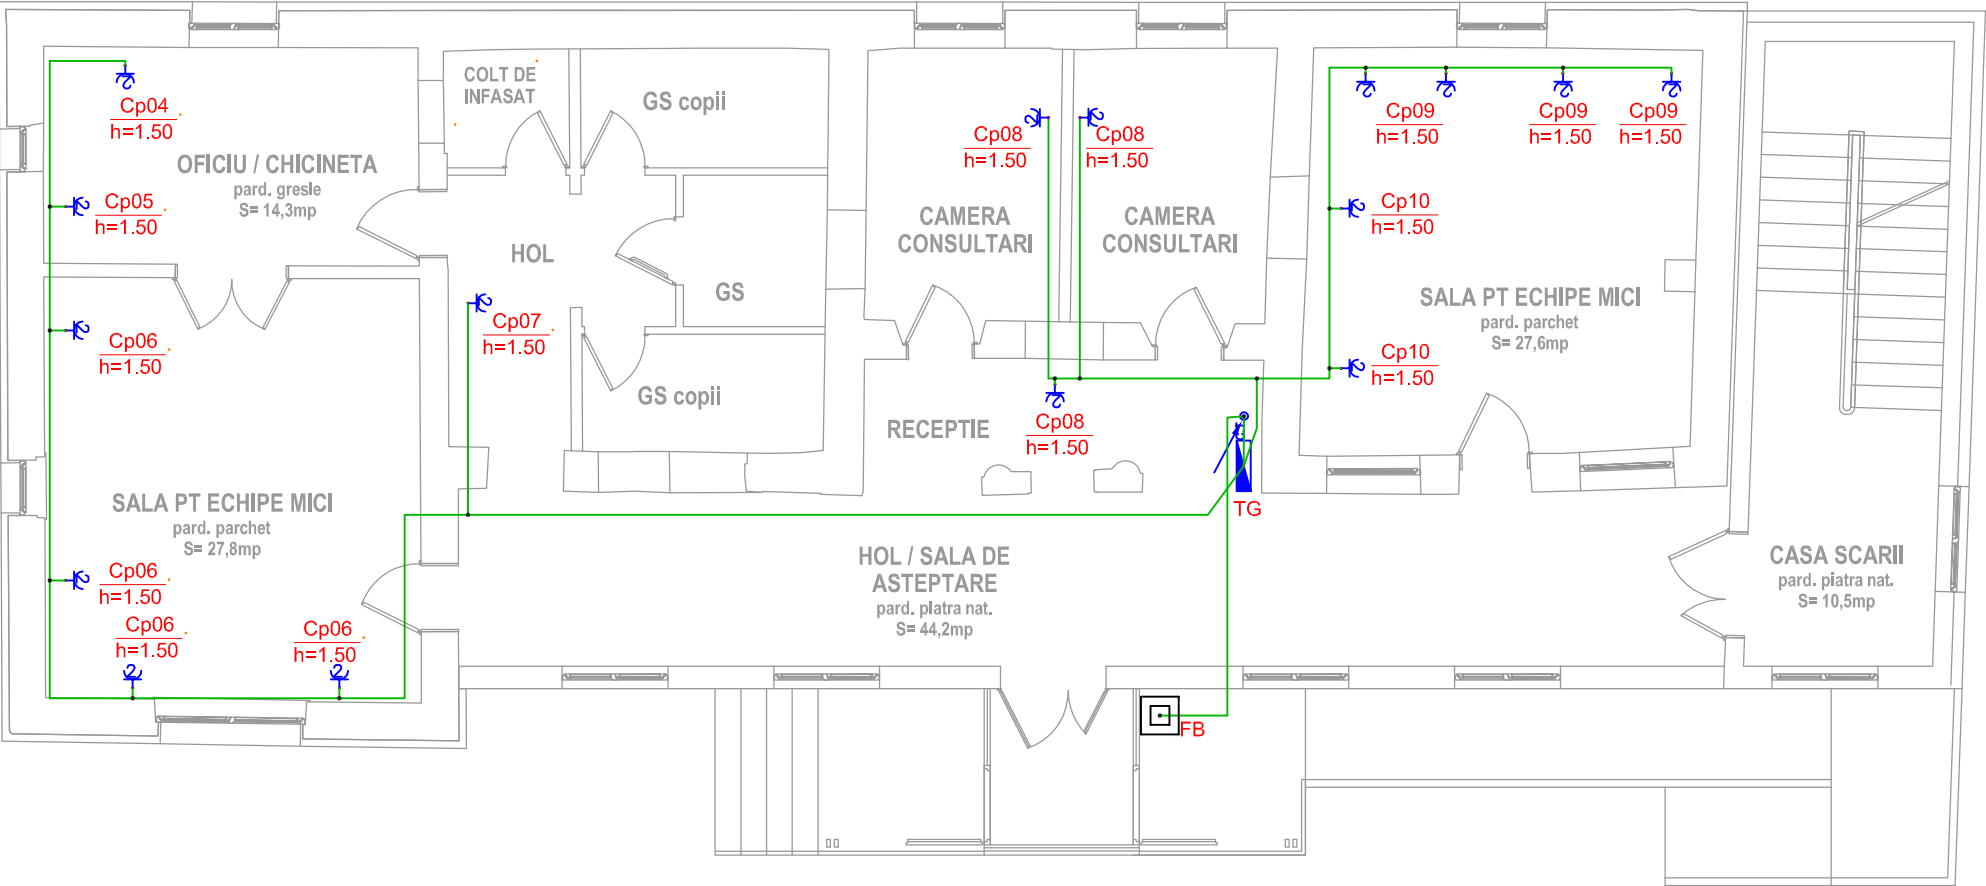 COLT DE
INFASAT
GS copii
Cp04
h=1.50
OFICIU / CHICINETA
pard. gresie
S= 14,3mp
Cp05
h=1.50
HOL
GS
Cp07
h=1.50
GS copii
Cp06
h=1.50
SALA PT ECHIPE MICI
pard. parchet
S= 27,8mp
Cp06
h=1.50
Cp06
h=1.50
Cp06
h=1.50
Cp08
h=1.50
Cp08
h=1.50
CAMERA
CONSULTARI
CAMERA
CONSULTARI
Cp08
h=1.50
RECEPTIE
TG
Cp09
h=1.50
Cp09
h=1.50
Cp09
h=1.50
Cp10
h=1.50
SALA PT ECHIPE MICI
pard. parchet
S= 27,6mp
Cp10
h=1.50
HOL / SALA DE
ASTEPTARE
pard. piatra nat.
S= 44,2mp
CASA SCARII
pard. piatra nat.
S= 10,5mp
FB